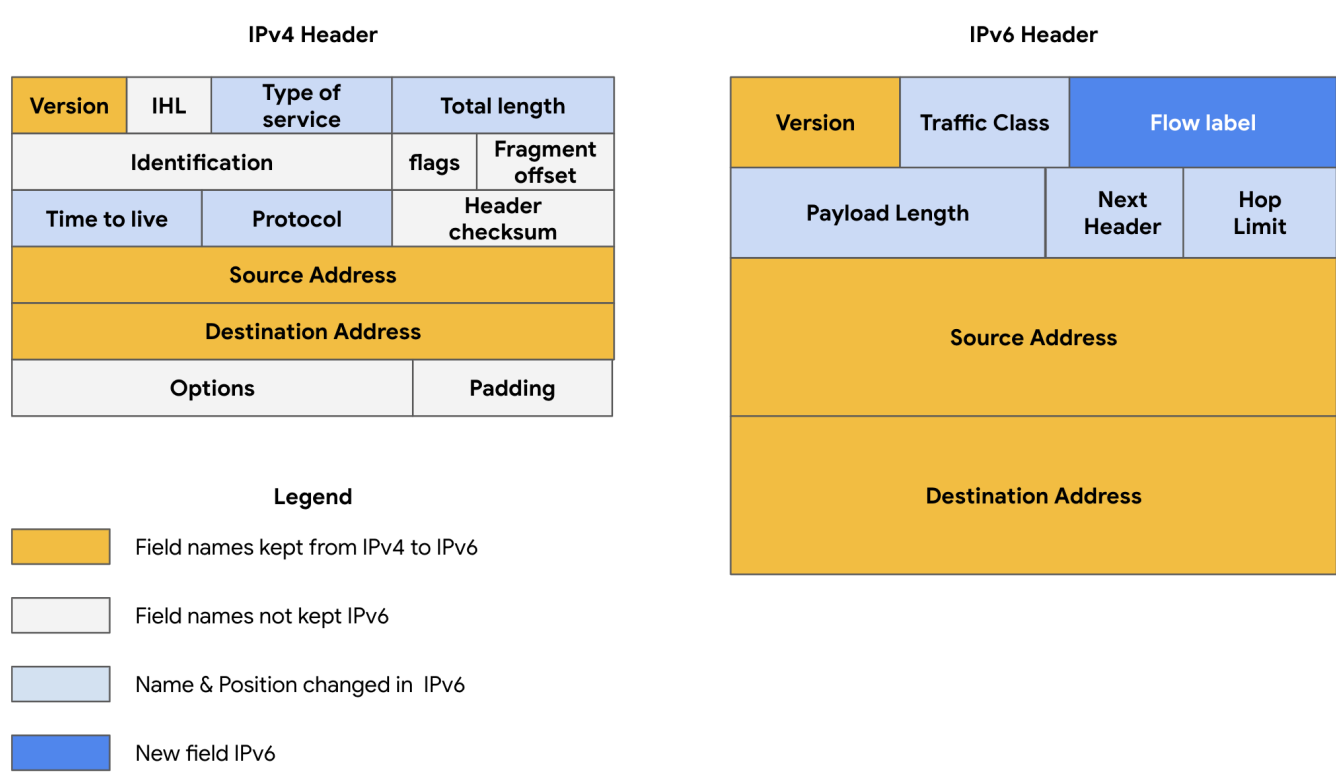 IPv4 Header
Version
IHL
Type of
service
Total length
Identification
flags
Fragment
offset
Time to live
Protocol
Header
checksum
Source Address
Destination Address
Options
Padding
Legend
Field names kept from IPv4 to IPv6
Field names not kept IPv6
Name & Position changed in  IPv6
New field IPv6
IPv6 Header
Version
Traffic Class
Flow label
Payload Length
Next
Header
Hop
Limit
Source Address
Destination Address